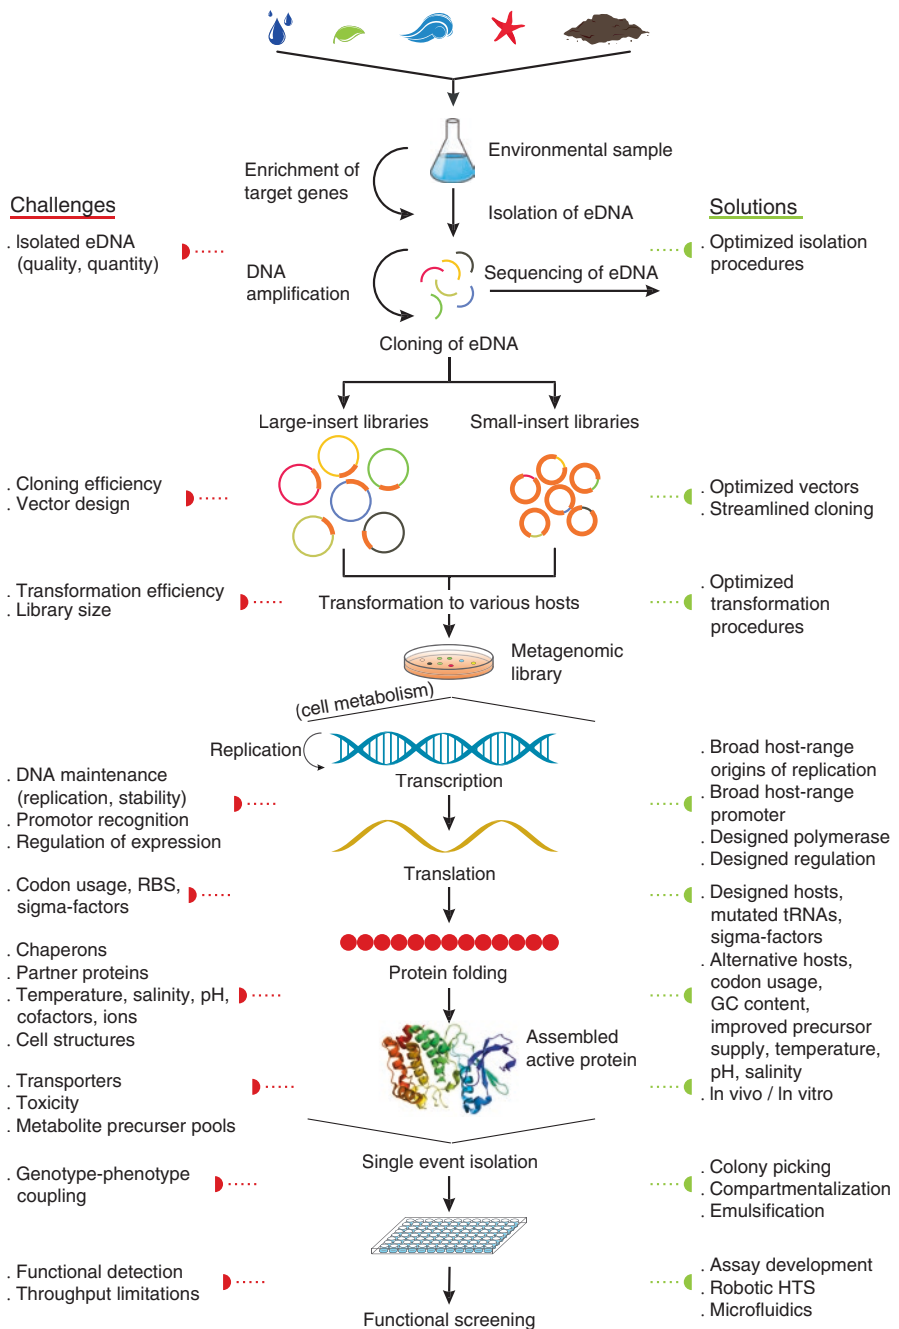 Environmental sample
Enrichment of
target genes
Challenges
Isolation of eDNA
Solutions
. Isolated eDNA
(quality, quantity)
. Optimized isolation
procedures
DNA
amplification
Sequencing of eDNA
Cloning of eDNA
Large-insert libraries
Small-insert libraries
. Cloning efficiency
. Vector design
. Optimized vectors
. Streamlined cloning
. Transformation efficiency
. Library size
Transformation to various hosts
. Optimized
transformation
procedures
Metagenomic
library
(cell metabolism)
Replication
Transcription
. DNA maintenance
(replication, stability)
. Promotor recognition
. Regulation of expression
. Broad host-range
origins of replication
. Broad host-range
promoter
. Designed polymerase
. Designed regulation
Translation
. Codon usage, RBS,
sigma-factors
. Designed hosts,
mutated tRNAs,
sigma-factors
. Chaperons
. Partner proteins
. Temperature, salinity, pH,
cofactors, ions
. Cell structures
Protein folding
. Alternative hosts,
codon usage,
GC content,
improved precursor
supply, temperature,
pH, salinity
. In vivo / In vitro
Assembled
active protein
. Transporters
. Toxicity
. Metabolite precurser pools
Single event isolation
. Genotype-phenotype
coupling
. Colony picking
. Compartmentalization
. Emulsification
. Functional detection
. Throughput limitations
. Assay development
. Robotic HTS
. Microfluidics
Functional screening